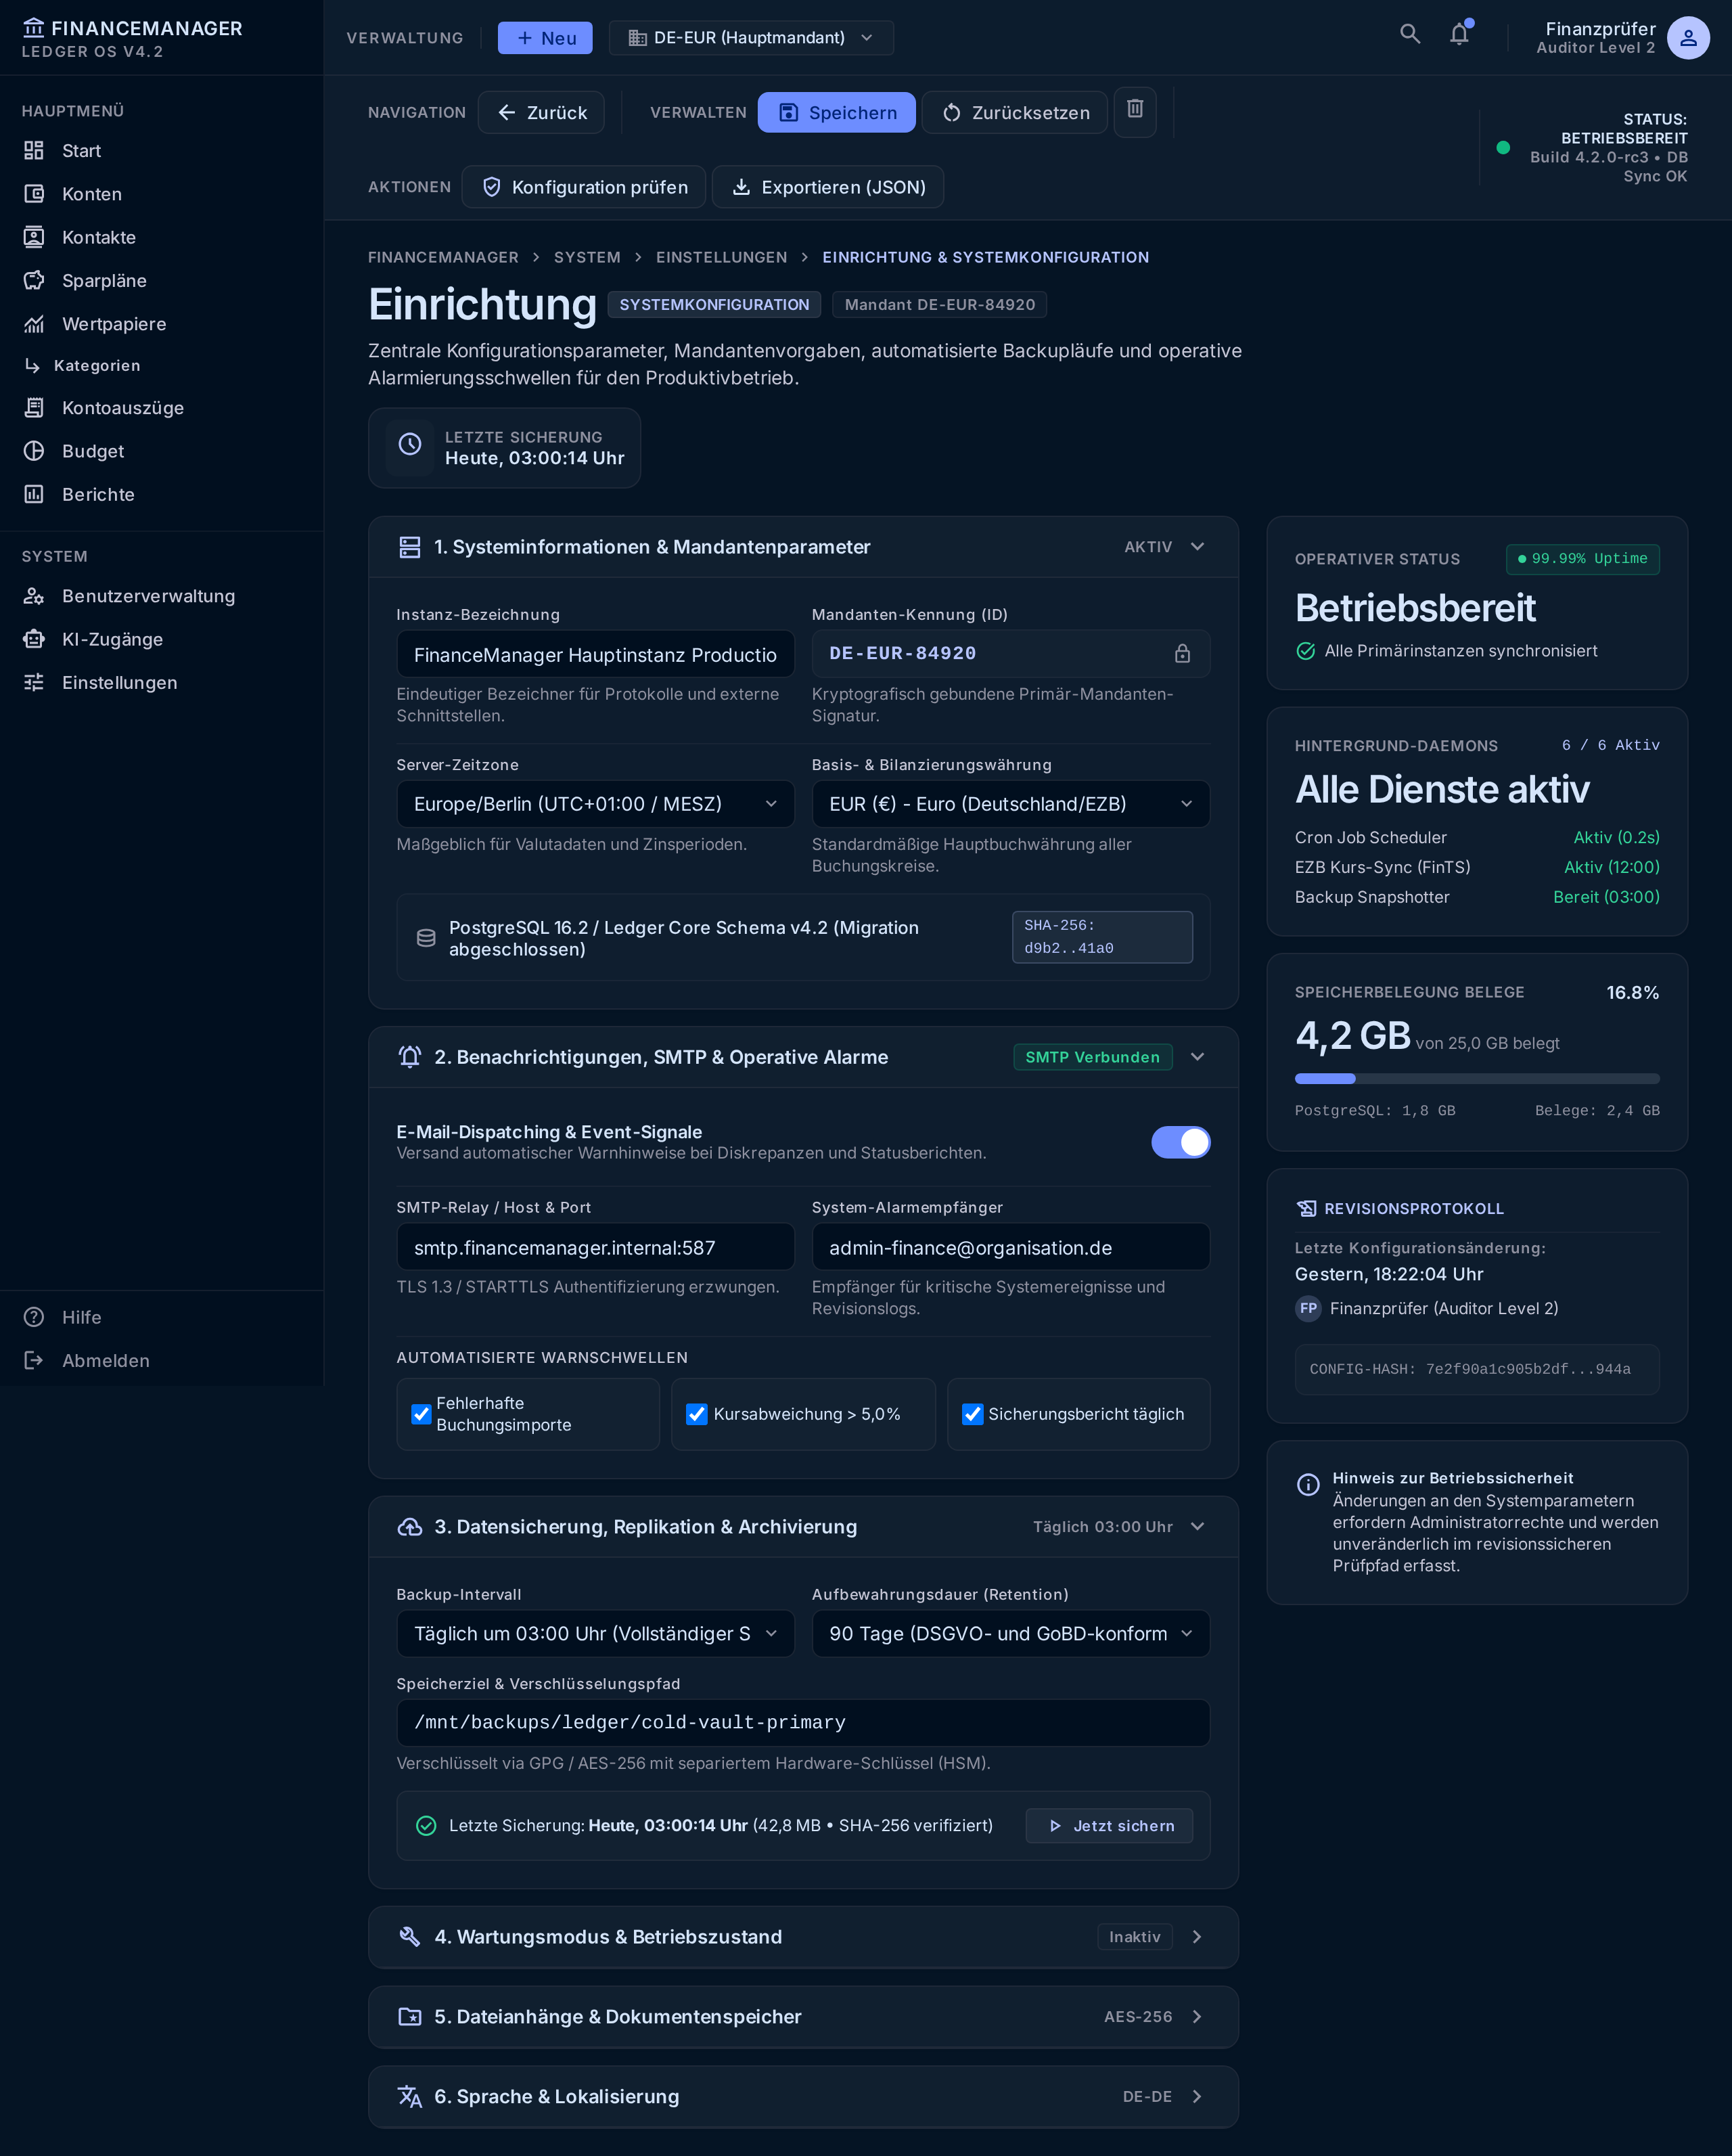 FINANCEMANAGER
LEDGER OS V4.2
HAUPTMENÜ
Start
Konten
Kontakte
Sparpläne
Wertpapiere
Kategorien
Kontoauszüge
Budget
Berichte
SYSTEM
Benutzerverwaltung
KI-Zugänge
Einstellungen
Hilfe
Abmelden
VERWALTUNG
Neu
DE-EUR (Hauptmandant)
Finanzprüfer
Auditor Level 2
NAVIGATION
Zurück
VERWALTEN
Speichern
Zurücksetzen
AKTIONEN
Konfiguration prüfen
Exportieren (JSON)
STATUS:
BETRIEBSBEREIT
Build 4.2.0-rc3 • DB
Sync OK
FINANCEMANAGER > SYSTEM > EINSTELLUNGEN > EINRICHTUNG & SYSTEMKONFIGURATION
Einrichtung
SYSTEMKONFIGURATION
Mandant DE-EUR-84920
Zentrale Konfigurationsparameter, Mandantenvorgaben, automatisierte Backupläufe und operative
Alarmierungsschwellen für den Produktivbetrieb.
LETZTE SICHERUNG
Heute, 03:00:14 Uhr
1. Systeminformationen & Mandantenparameter
AKTIV
Instanz-Bezeichnung
FinanceManager Hauptinstanz Productio
Eindeutiger Bezeichner für Protokolle und externe
Schnittstellen.
Mandanten-Kennung (ID)
DE-EUR-84920
Kryptografisch gebundene Primär-Mandanten-
Signatur.
Server-Zeitzone
Europe/Berlin (UTC+01:00 / MESZ)
Maßgeblich für Valutadaten und Zinsperioden.
Basis- & Bilanzierungswährung
EUR (€) - Euro (Deutschland/EZB)
Standardmäßige Hauptbuchwährung aller
Buchungskreise.
PostgreSQL 16.2 / Ledger Core Schema v4.2 (Migration
abgeschlossen)
SHA-256:
d9b2..41a0
2. Benachrichtigungen, SMTP & Operative Alarme
SMTP Verbunden
E-Mail-Dispatching & Event-Signale
Versand automatischer Warnhinweise bei Diskrepanzen und Statusberichten.
SMTP-Relay / Host & Port
smtp.financemanager.internal:587
TLS 1.3 / STARTTLS Authentifizierung erzwungen.
System-Alarmempfänger
admin-finance@organisation.de
Empfänger für kritische Systemereignisse und
Revisionslogs.
AUTOMATISIERTE WARNSCHWELLEN
Fehlerhafte
Buchungsimporte
Kursabweichung > 5,0%
Sicherungsbericht täglich
3. Datensicherung, Replikation & Archivierung
Täglich 03:00 Uhr
Backup-Intervall
Täglich um 03:00 Uhr (Vollständiger S
Aufbewahrungsdauer (Retention)
90 Tage (DSGVO- und GoBD-konform
Speicherziel & Verschlüsselungspfad
/mnt/backups/ledger/cold-vault-primary
Verschlüsselt via GPG / AES-256 mit separiertem Hardware-Schlüssel (HSM).
Letzte Sicherung: Heute, 03:00:14 Uhr (42,8 MB • SHA-256 verifiziert)
Jetzt sichern
4. Wartungsmodus & Betriebszustand
Inaktiv
5. Dateianhänge & Dokumentenspeicher
AES-256
6. Sprache & Lokalisierung
DE-DE
OPERATIVER STATUS
99.99% Uptime
Betriebsbereit
Alle Primärinstanzen synchronisiert
HINTERGRUND-DAEMONS
6 / 6 Aktiv
Alle Dienste aktiv
Cron Job Scheduler
Aktiv (0.2s)
EZB Kurs-Sync (FinTS)
Aktiv (12:00)
Backup Snapshotter
Bereit (03:00)
SPEICHERBELEGUNG BELEGE
16.8%
4,2 GB von 25,0 GB belegt
PostgreSQL: 1,8 GB
Belege: 2,4 GB
REVISIONSPROTOKOLL
Letzte Konfigurationsänderung:
Gestern, 18:22:04 Uhr
FP
Finanzprüfer (Auditor Level 2)
CONFIG-HASH: 7e2f90a1c905b2df...944a
Hinweis zur Betriebssicherheit
Änderungen an den Systemparametern
erfordern Administratorrechte und werden
unveränderlich im revisionssicheren
Prüfpfad erfasst.